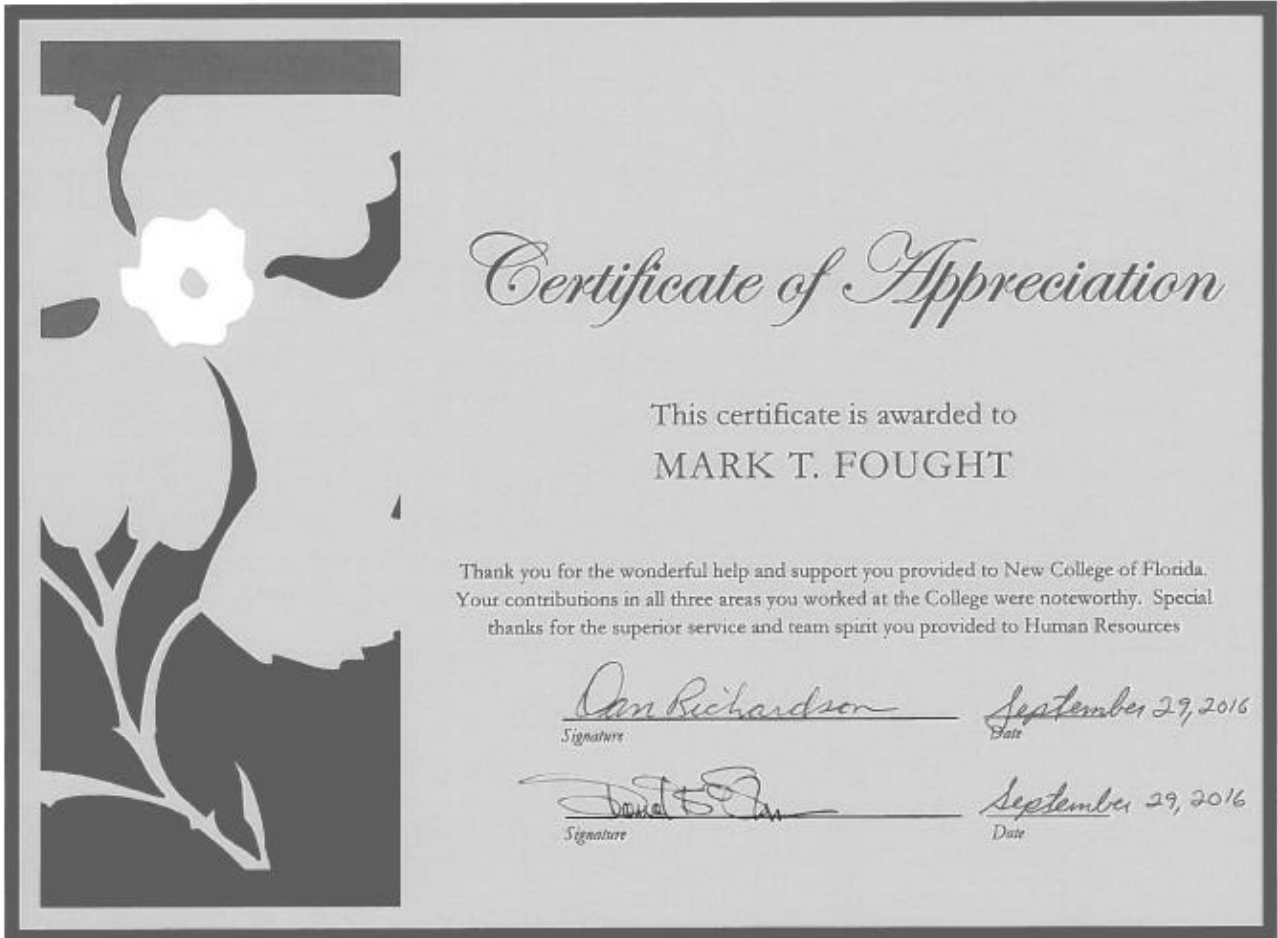 Certificate of Appreciation
This certificate is awarded to
MARK T. FOUGHT
Thank you for the wonderful help and support you provided to New College of Florida.
Your contributions in all three areas you worked at the College were noteworthy. Special
thanks for the superior service and team spirit you provided to Human Resources
Dan Richardson September 29, 2016
Signature Date
September 29, 2016
Signature Date